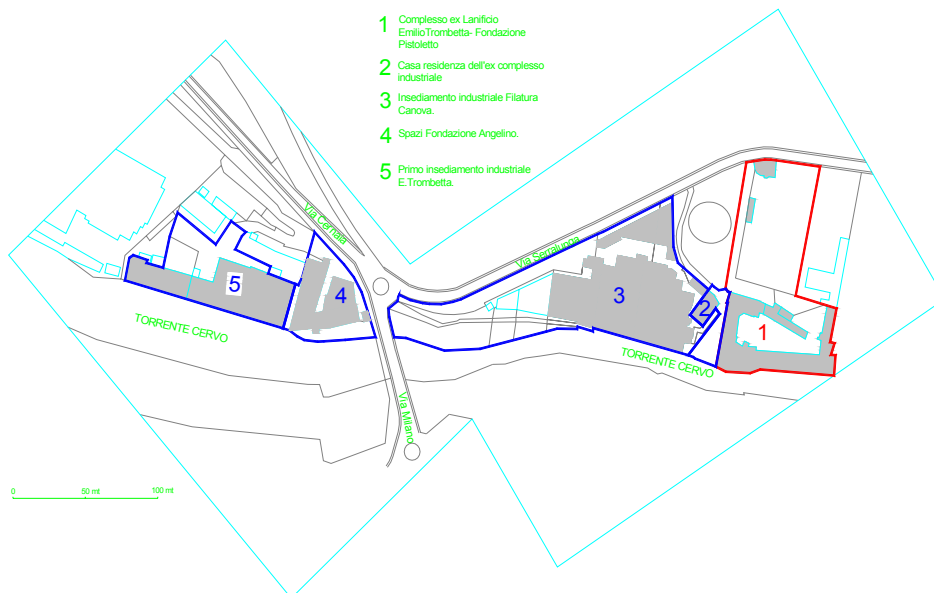 1 Complesso ex Lanificio
EmilioTrombetta- Fondazione
Pistoletto
2 Casa residenza dell'ex complesso
industriale
3 Insediamento industriale Filatura
Canova.
4 Spazi Fondazione Angelino.
5 Primo insediamento industriale
E.Trombetta.
Via Cernaia
Via Serralunga
5
4
3
2
1
TORRENTE CERVO
TORRENTE CERVO
Via Milano
0 50 mt 100 mt